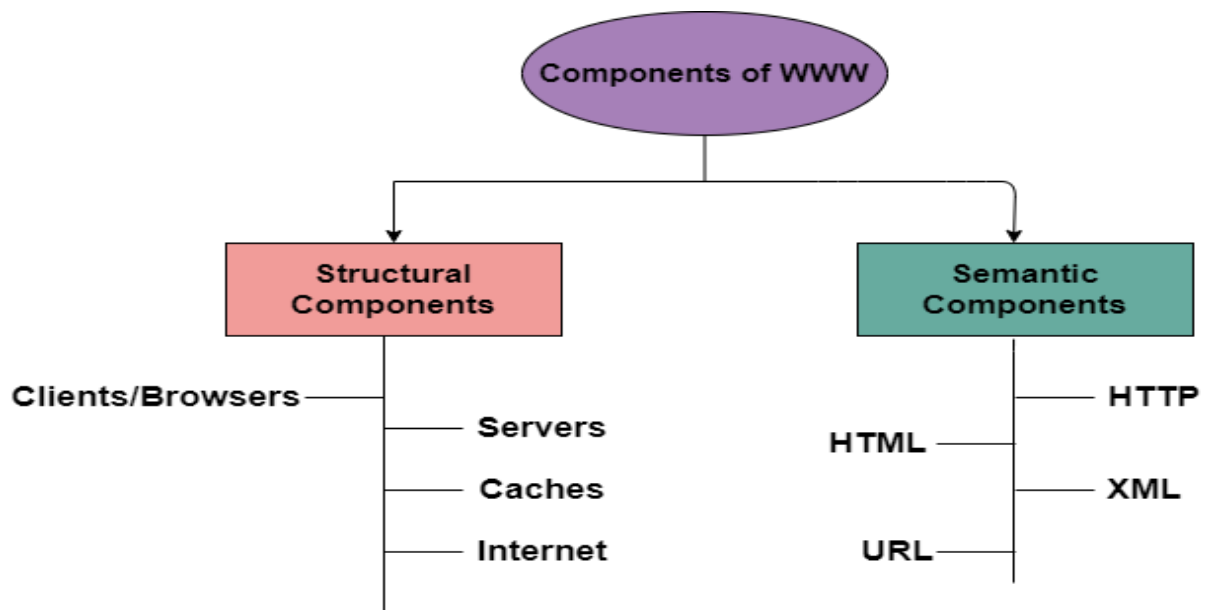 Components of WWW
Structural
Components
Semantic
Components
Clients/Browsers
Servers
Caches
Internet
HTTP
HTML
XML
URL